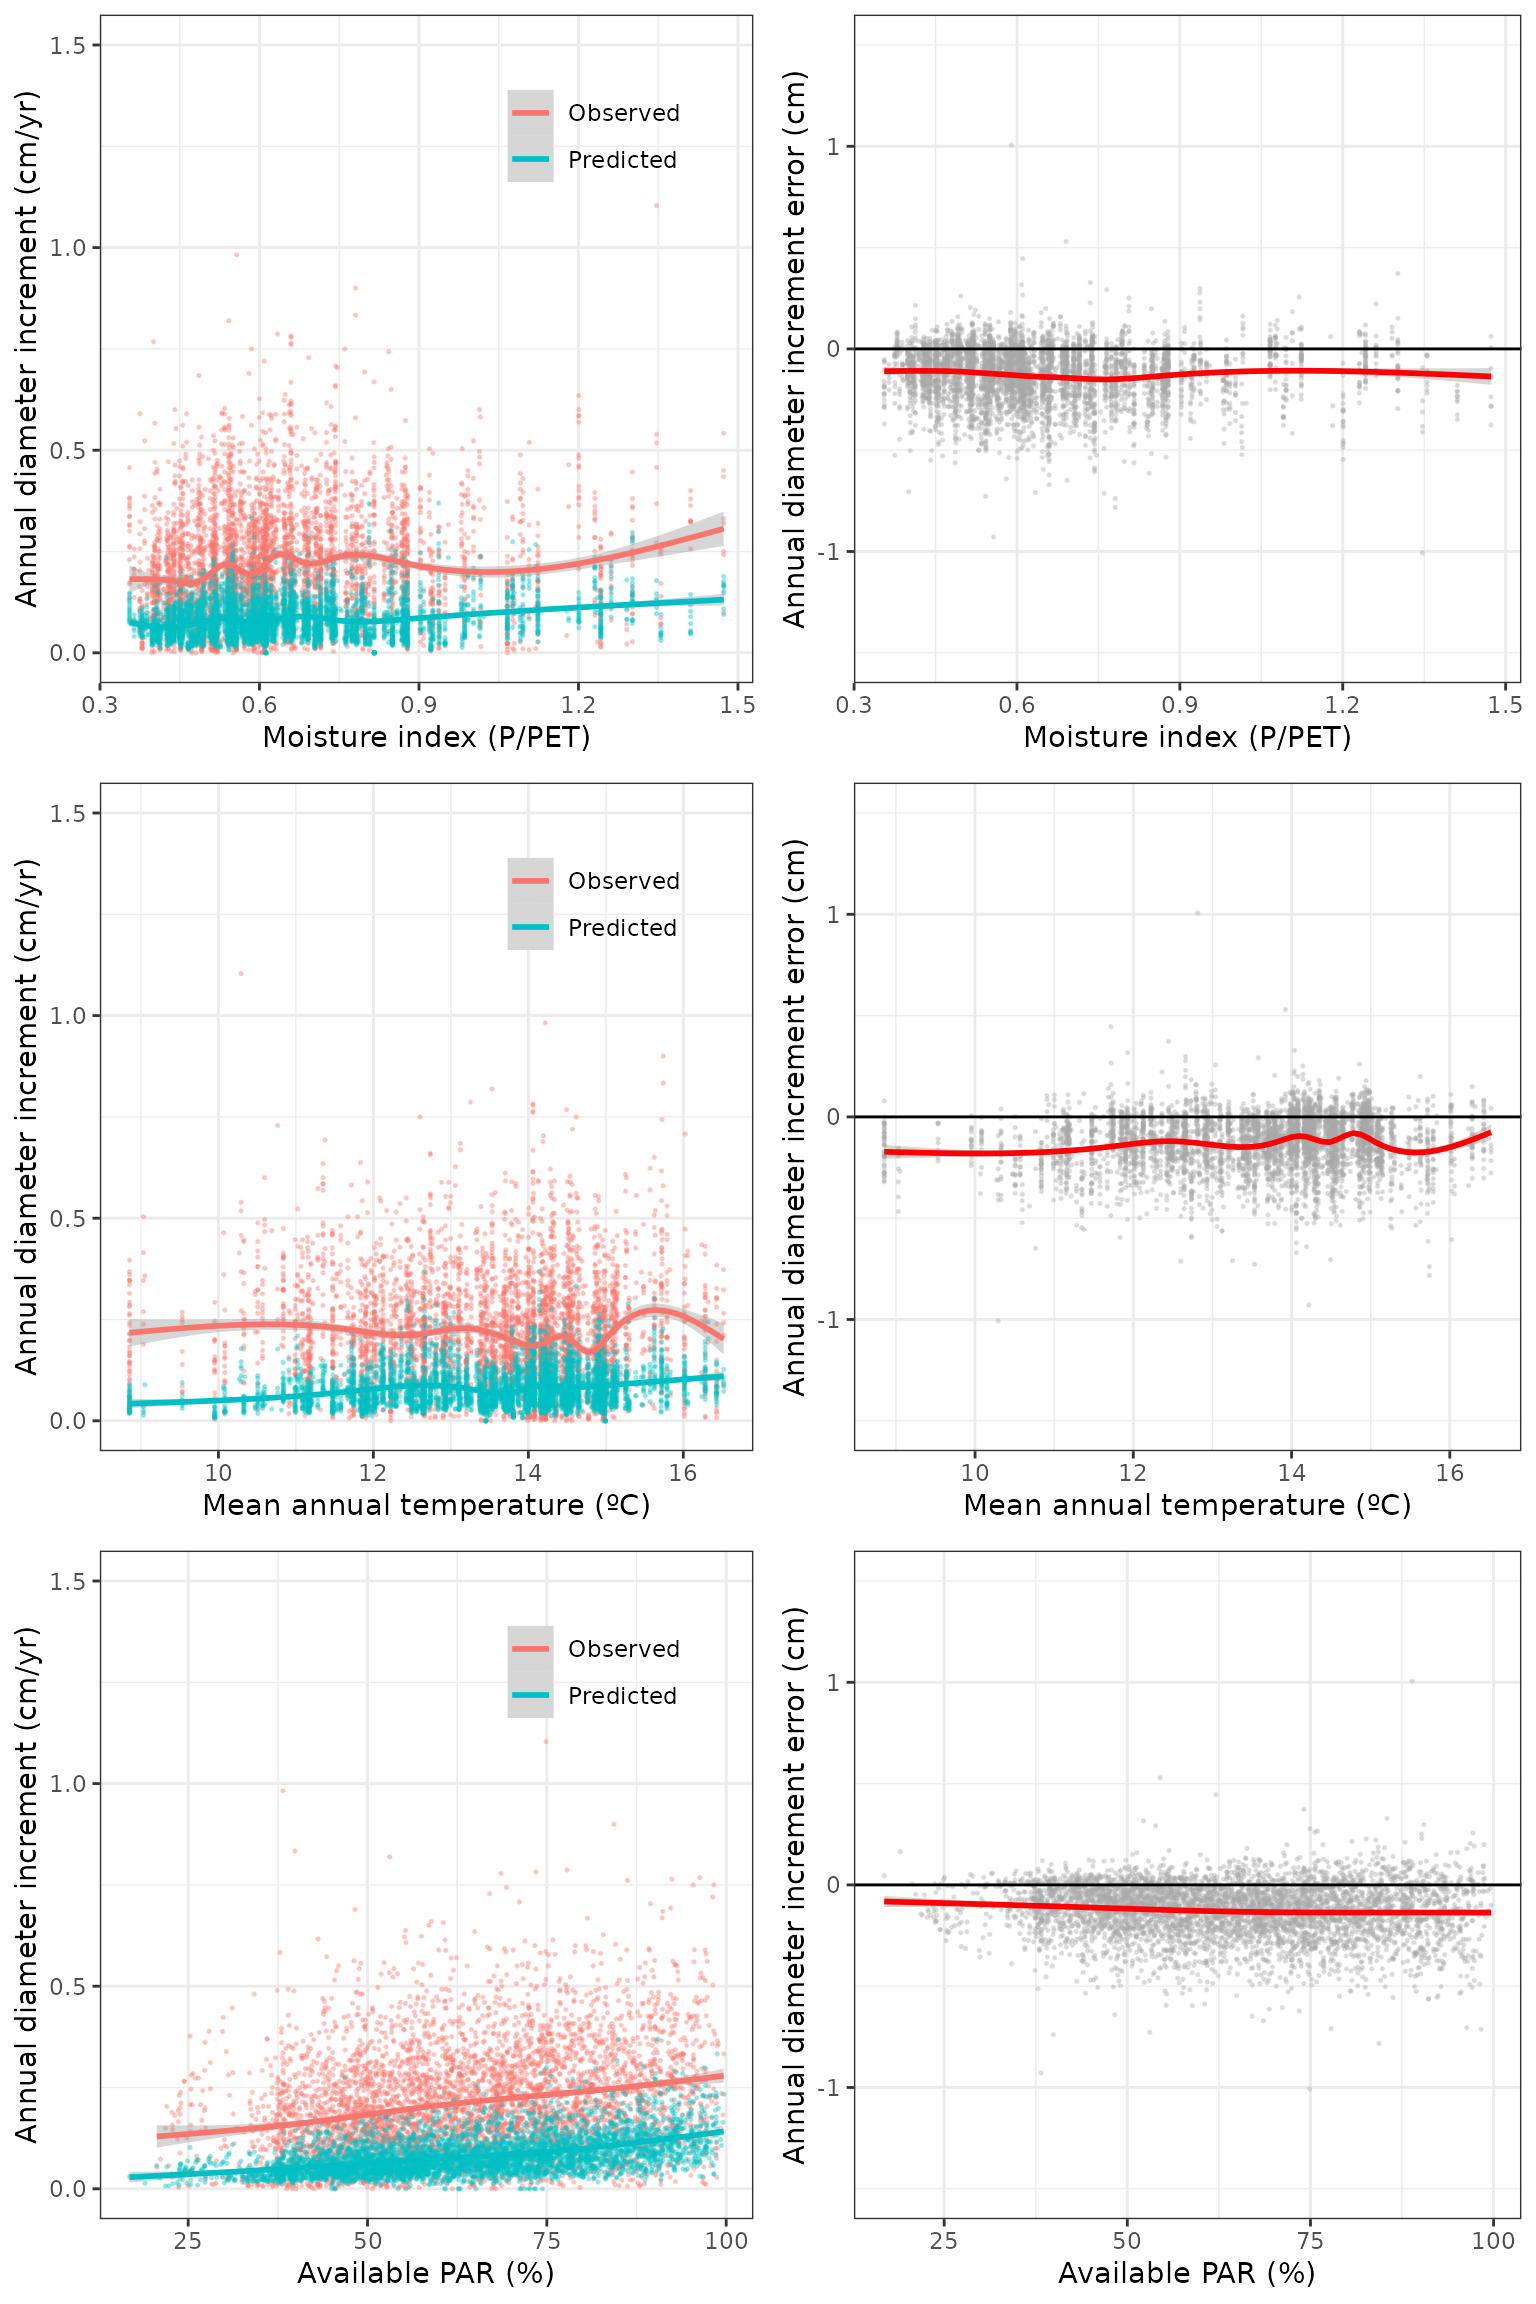 Annual diameter increment (cm/yr)
1.5
1.0
0.5
0.0
Observed
Predicted
0.3 0.6 0.9 1.2 1.5
Moisture index (P/PET)
Annual diameter increment error (cm)
1
0
-1
0.3 0.6 0.9 1.2 1.5
Moisture index (P/PET)
Annual diameter increment (cm/yr)
1.5
1.0
0.5
0.0
Observed
Predicted
10 12 14 16
Mean annual temperature (ºC)
Annual diameter increment error (cm)
1
0
-1
10 12 14 16
Mean annual temperature (ºC)
Annual diameter increment (cm/yr)
1.5
1.0
0.5
0.0
Observed
Predicted
25 50 75 100
Available PAR (%)
Annual diameter increment error (cm)
1
0
-1
25 50 75 100
Available PAR (%)